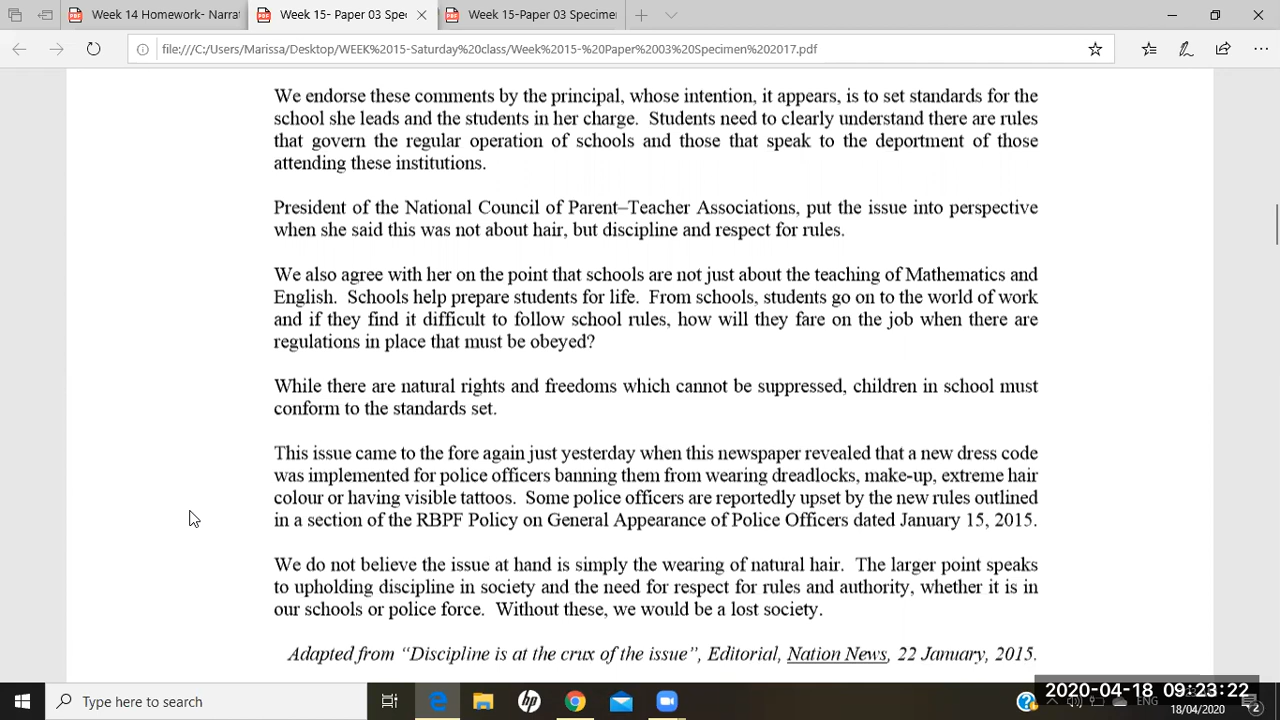 Week 14 Homework- Narrat
Week 15- Paper 03 Spec
Week 15-Paper 03 Specimen
file:///C:/Users/Marissa/Desktop/WEEK%2015-Saturday%20class/Week%2015-%20Paper%2003%20Specimen%202017.pdf
We endorse these comments by the principal, whose intention, it appears, is to set standards for the
school she leads and the students in her charge. Students need to clearly understand there are rules
that govern the regular operation of schools and those that speak to the deportment of those
attending these institutions.
President of the National Council of Parent–Teacher Associations, put the issue into perspective
when she said this was not about hair, but discipline and respect for rules.
We also agree with her on the point that schools are not just about the teaching of Mathematics and
English. Schools help prepare students for life. From schools, students go on to the world of work
and if they find it difficult to follow school rules, how will they fare on the job when there are
regulations in place that must be obeyed?
While there are natural rights and freedoms which cannot be suppressed, children in school must
conform to the standards set.
This issue came to the fore again just yesterday when this newspaper revealed that a new dress code
was implemented for police officers banning them from wearing dreadlocks, make-up, extreme hair
colour or having visible tattoos. Some police officers are reportedly upset by the new rules outlined
in a section of the RBPF Policy on General Appearance of Police Officers dated January 15, 2015.
We do not believe the issue at hand is simply the wearing of natural hair. The larger point speaks
to upholding discipline in society and the need for respect for rules and authority, whether it is in
our schools or police force. Without these, we would be a lost society.
Adapted from “Discipline is at the crux of the issue”, Editorial, Nation News, 22 January, 2015.
Type here to search
hp
ENG
2020-04-18 09:23:22
18/04/2020
2